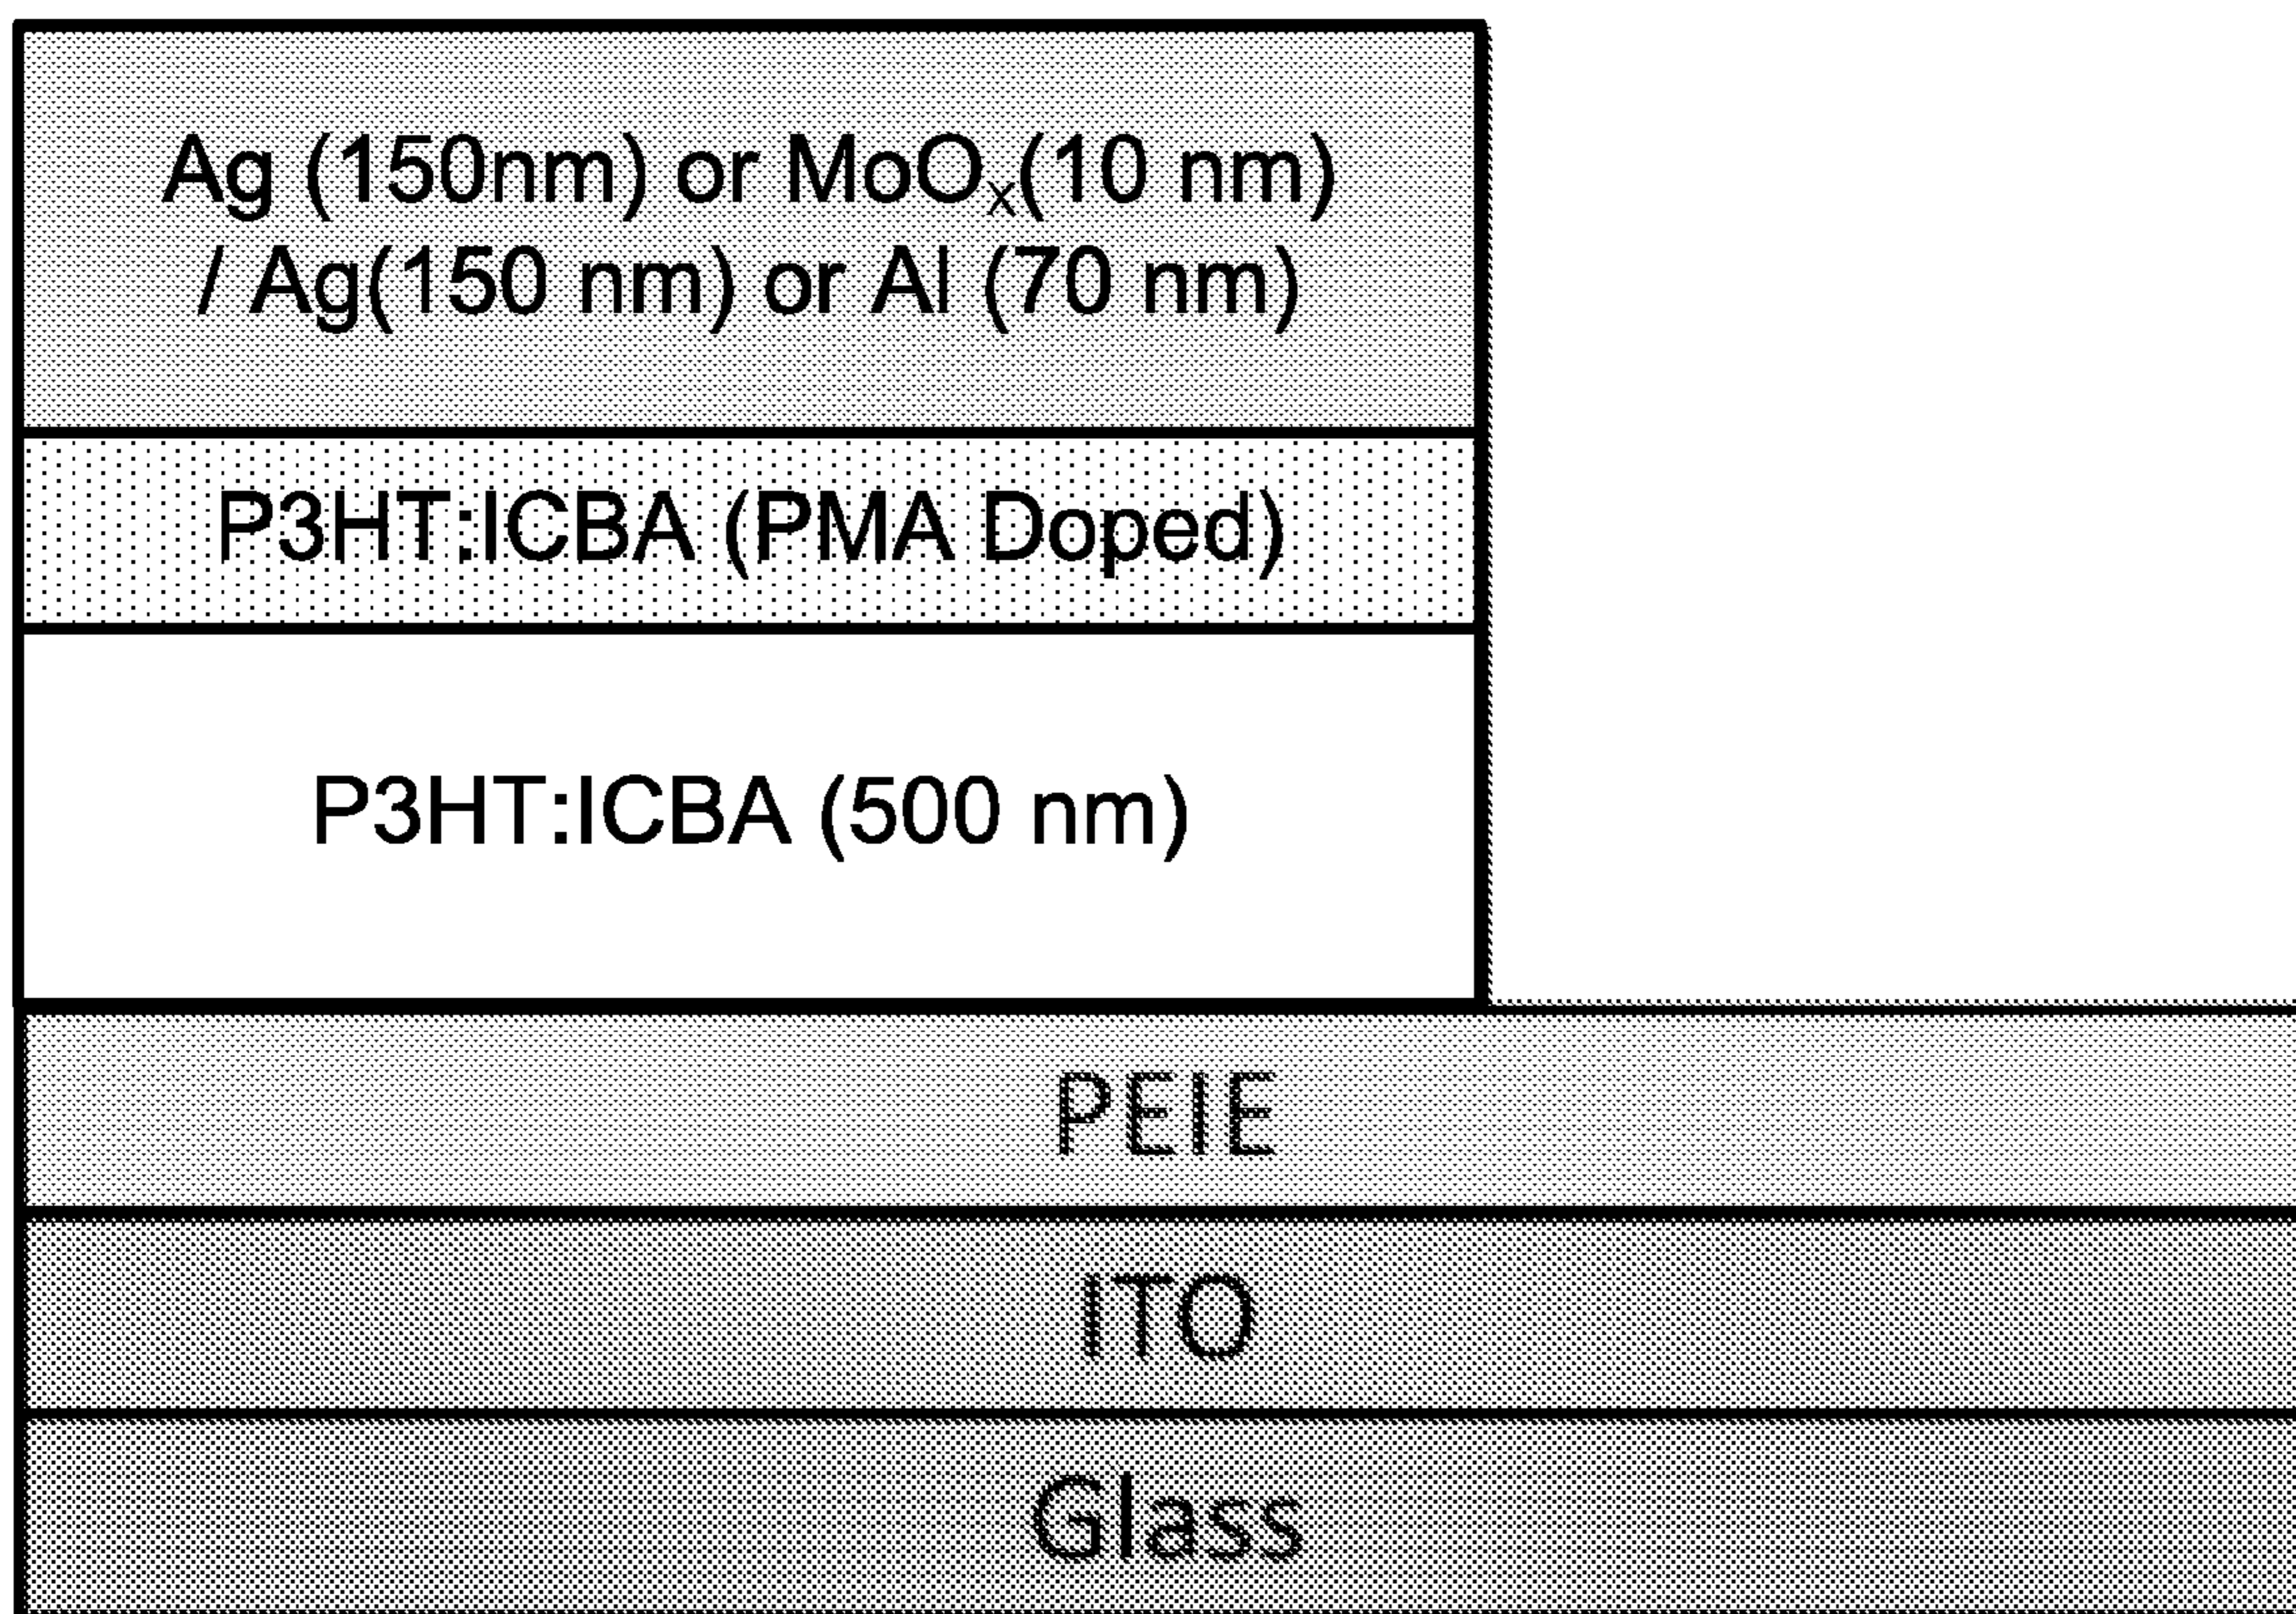 Ag (150nm) or MoOₓ(10 nm)
/ Ag(150 nm) or Al (70 nm)
P3HT:ICBA (PMA Doped)
P3HT:ICBA (500 nm)
PEIE
ITO
Glass